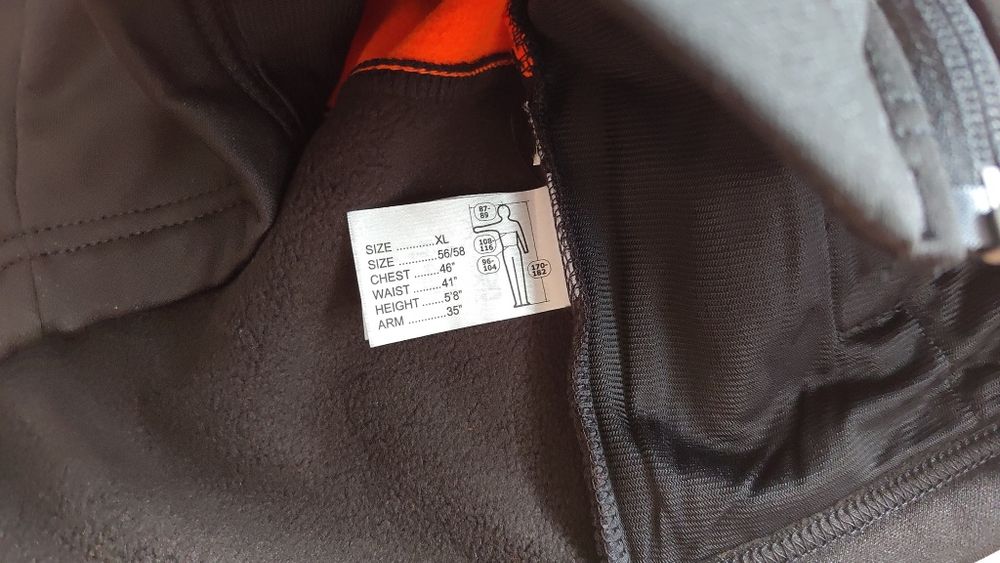 SIZE ............XL
SIZE ............56/58
CHEST ........46"
WAIST .........41"
HEIGHT .......5'8"
ARM ............35"
87-
89
108-
116
96-
104
170-
182